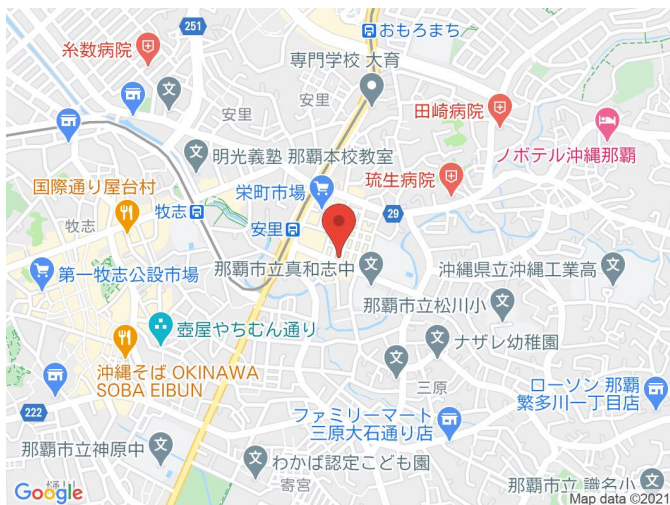 251
おもろまち
糸数病院
専門学校 大育
安里
安里
田崎病院
明光義塾 那覇本校教室
ノボテル沖縄那覇
琉生病院
国際通り屋台村
栄町市場
牧志
牧志
29
安里
第一牧志公設市場
那覇市立真和志中
沖縄県立沖縄工業高
那覇市立松川小
壺屋やちむん通り
ナザレ幼稚園
沖縄そば OKINAWA
SOBA EIBUN
三原
ローソン 那覇
繁多川一丁目店
222
ファミリーマート
三原大石通り店
那覇市立神原中
わかば認定こども園
寄宮
那覇市立 識名小
Google
Map data ©2021